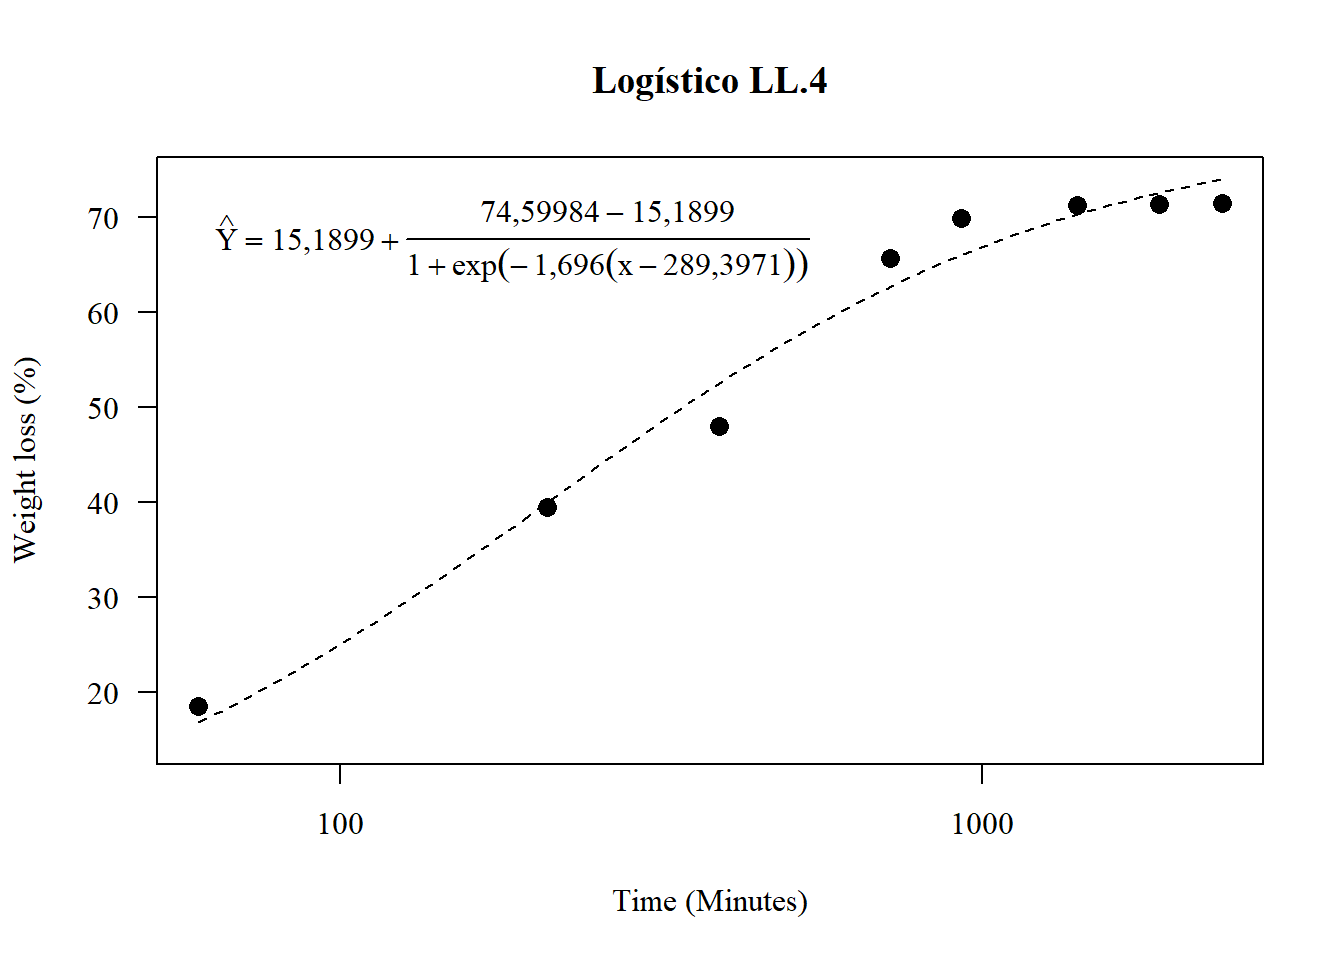 Logístico LL.4
Ŷ = 15,1899 + (74,59984 − 15,1899) / (1 + exp(−1,696(x − 289,3971)))
70
60
50
40
30
20
Weight loss (%)
100 1000
Time (Minutes)